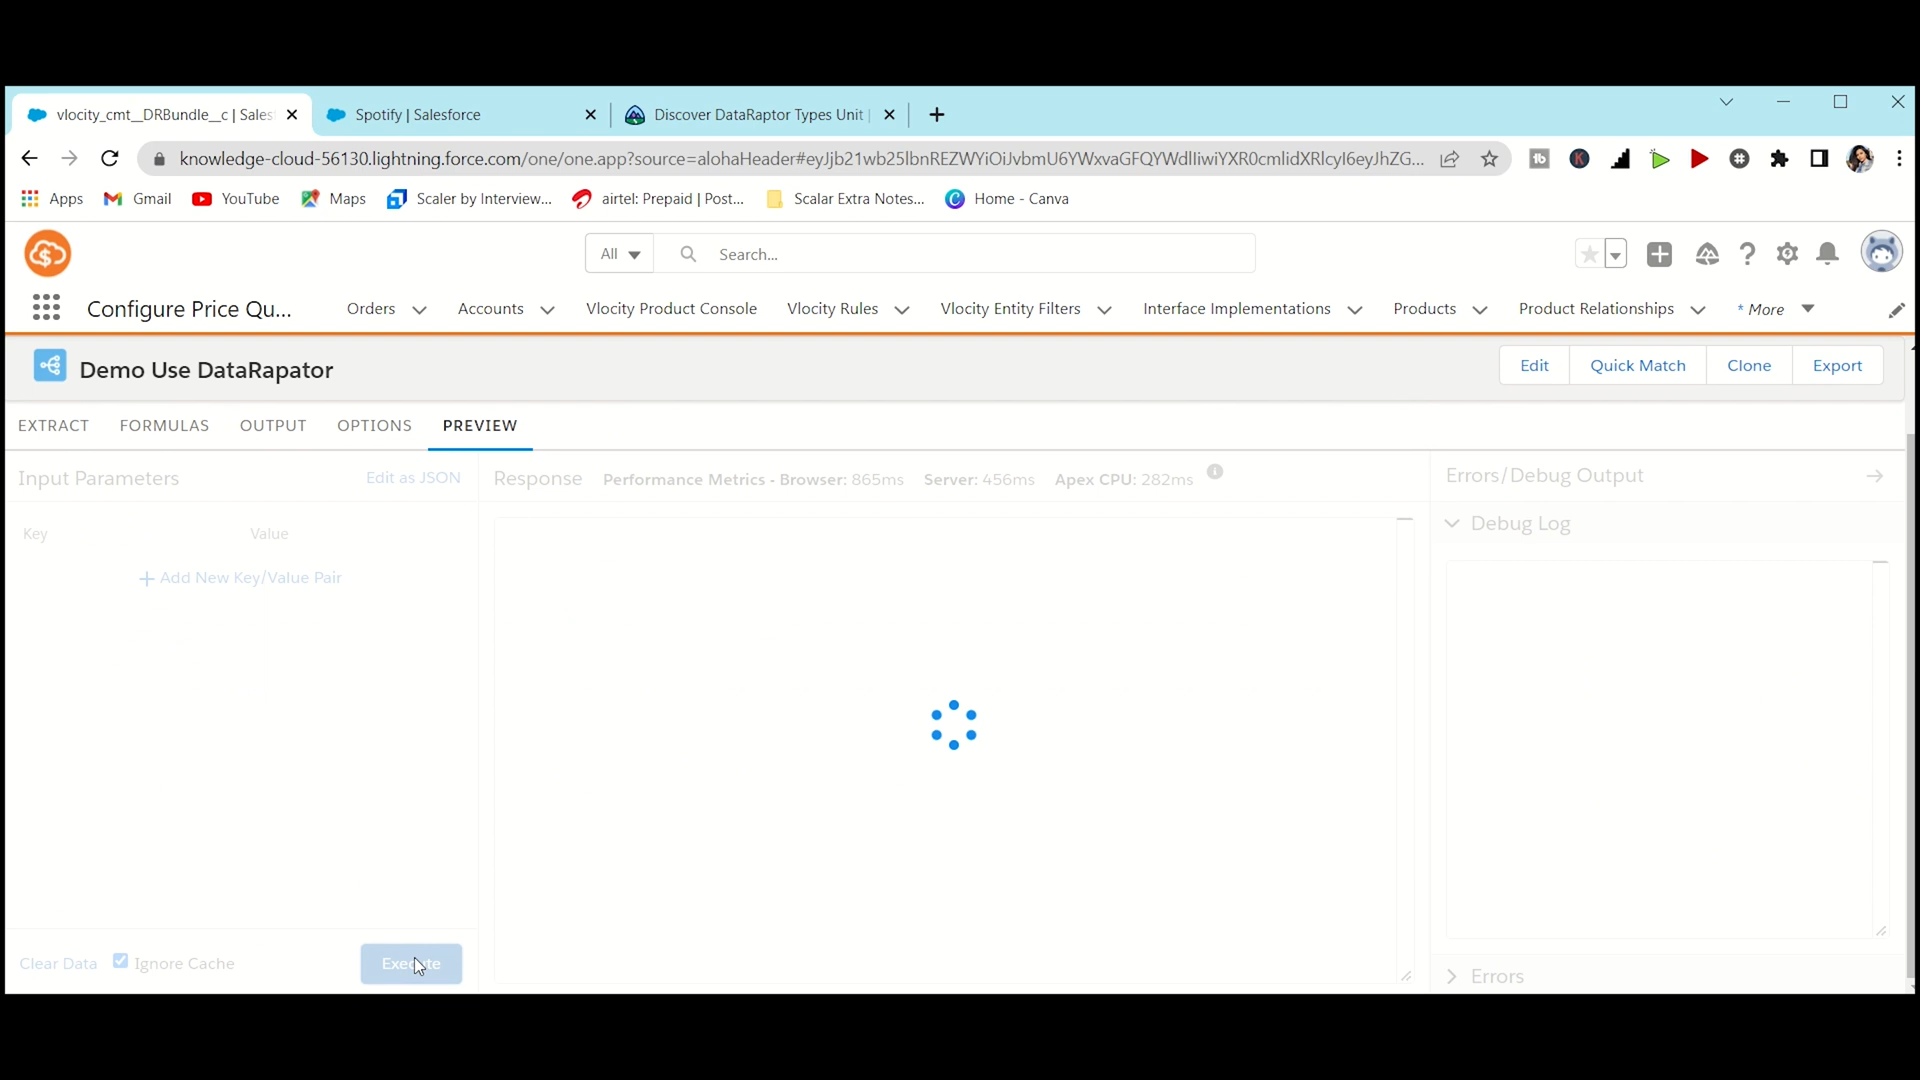 vlocity_cmt__DRBundle__c | Sales
Spotify | Salesforce
Discover DataRaptor Types Unit |
knowledge-cloud-56130.lightning.force.com/one/one.app?source=alohaHeader#
Apps
Gmail
YouTube
Maps
Scaler by Interview...
airtel: Prepaid | Post...
Scalar Extra Notes...
Home - Canva
All
Search...
Configure Price Qu...
Orders
Accounts
Vlocity Product Console
Vlocity Rules
Vlocity Entity Filters
Interface Implementations
Products
Product Relationships
* More
Demo Use DataRapator
Edit
Quick Match
Clone
Export
EXTRACT
FORMULAS
OUTPUT
OPTIONS
PREVIEW
Input Parameters
Edit as JSON
Response
Performance Metrics - Browser: 865ms
Server: 456ms
Apex CPU: 282ms
Errors/Debug Output
Key
Value
Debug Log
+ Add New Key/Value Pair
Clear Data
Ignore Cache
Execute
Errors